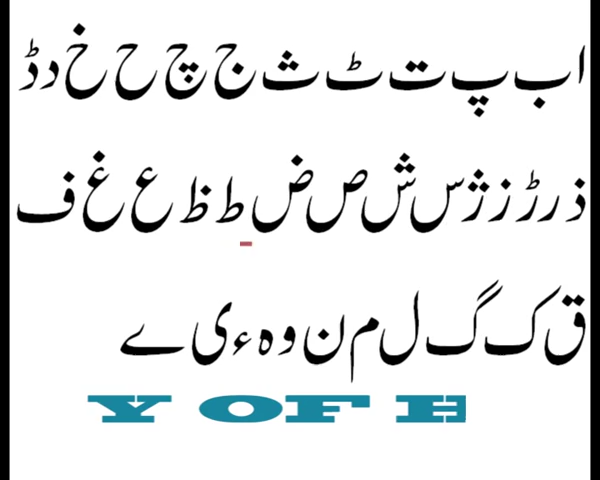 ا ب پ ت ٹ ث ج چ ح خ د ڈ
ذ ر ڑ ز ژ س ش ص ض ط ظ ع غ ف
ق ک گ ل م ن و ہ ء ی ے
Y OF E